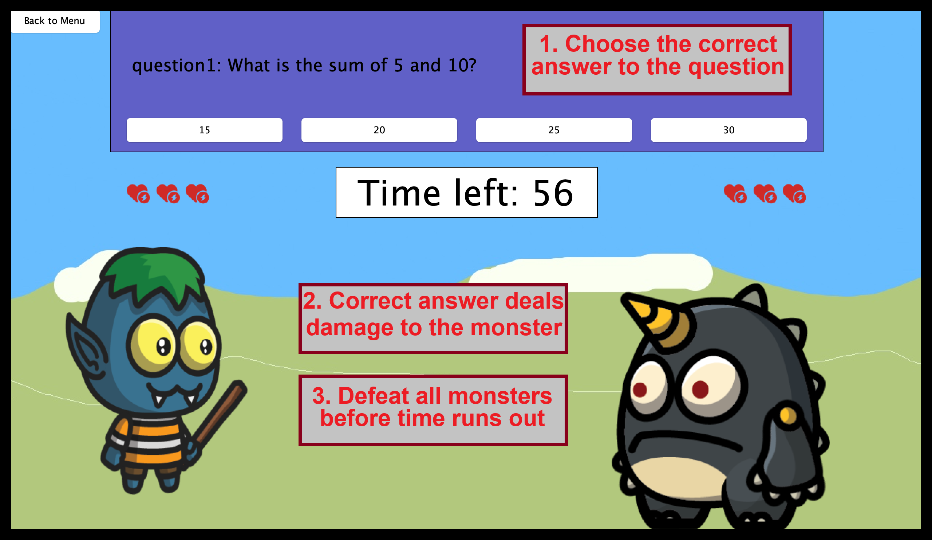 Back to Menu
question1: What is the sum of 5 and 10?
1. Choose the correct
answer to the question
15
20
25
30
Time left: 56
2. Correct answer deals
damage to the monster
3. Defeat all monsters
before time runs out